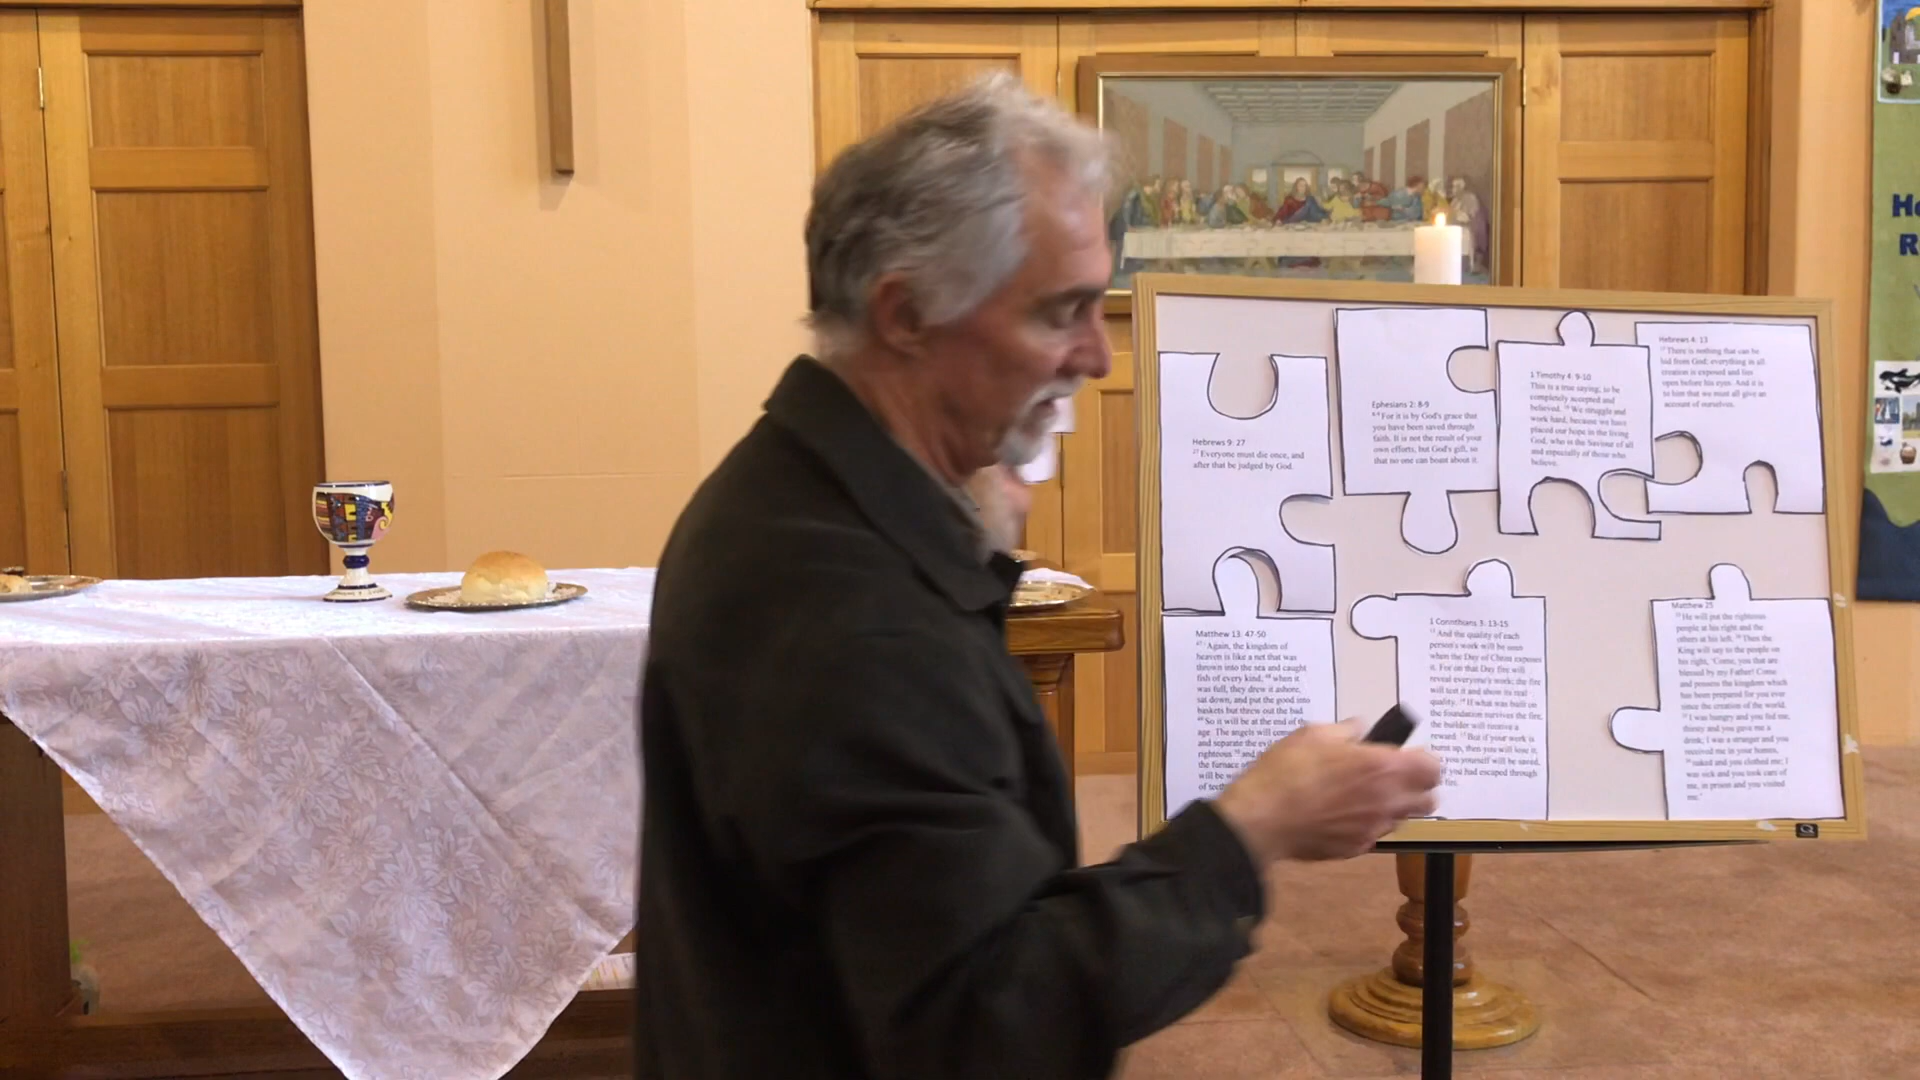 Hebrews 9: 27
27 Everyone must die once, and
after that be judged by God.
Ephesians 2: 8-9
8-9 For it is by God's grace that
you have been saved through
faith. It is not the result of your
own efforts, but God's gift, so
that no one can boast about it.
1 Timothy 4: 9-10
This is a true saying, to be
completely accepted and
believed. 10 We struggle and
work hard, because we have
placed our hope in the living
God, who is the Saviour of all
and especially of those who
believe.
Hebrews 4: 13
13 There is nothing that can be
hid from God; everything in all
creation is exposed and lies
open before his eyes. And it is
to him that we must all give an
account of ourselves.
Matthew 13: 47-50
47 Again, the kingdom of
heaven is like a net that was
thrown into the sea and caught
fish of every kind; 48 when it
was full, they drew it ashore,
sat down, and put the good into
baskets but threw out the bad.
49 So it will be at the end of the
age. The angels will
and separate the
righteous 50 and
the furnace
will be
of
1 Corinthians 3: 13-15
13 And the quality of each
person's work will be seen
when the Day of Christ exposes
it. For on that Day fire will
reveal everyone's work; the fire
will test it and show its real
quality. 14 If what was built on
the foundation survives the fire,
the builder will receive a
reward. 15 But if your work is
burnt up, then you will lose it,
you yourself will be saved,
if you had escaped through
fire.
Matthew 25
33 He will put the righteous
people at his right and the
others at his left. 34 Then the
King will say to the people on
his right, 'Come, you that are
blessed by my Father! Come
and possess the kingdom which
has been prepared for you ever
since the creation of the world.
35 I was hungry and you fed me,
thirsty and you gave me a
drink; I was a stranger and you
received me in your homes,
36 naked and you clothed me; I
was sick and you took care of
me, in prison and you visited
me.'